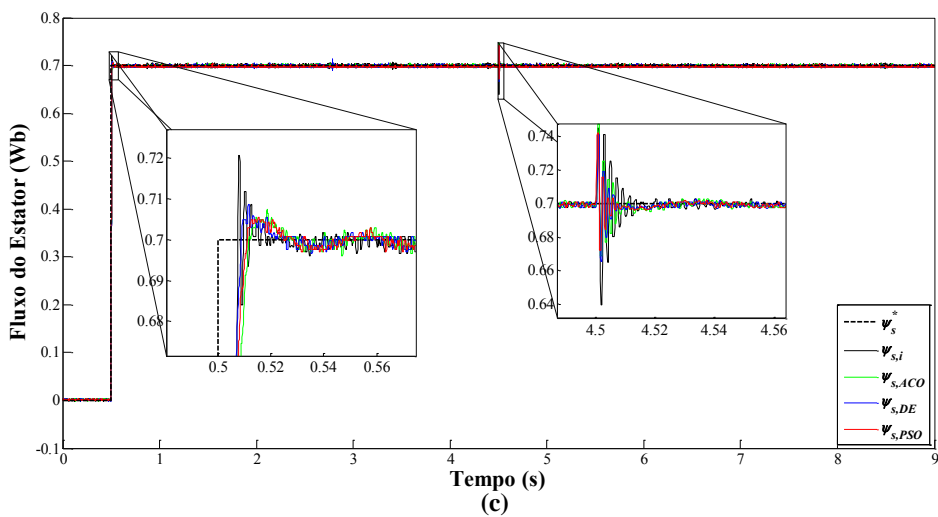 0.8
0.7
0.6
0.5
0.4
0.3
0.2
0.1
0
-0.1
Fluxo do Estator (Wb)
0.72
0.7
0.69
0.68
0.5 0.52 0.54 0.56
0.74
0.72
0.7
0.68
0.66
0.64
4.5 4.52 4.54 4.56
ψs*
ψs,i
ψs,ACO
ψs,DE
ψs,PSO
0 1 2 3 4 5 6 7 8 9
Tempo (s)
(c)